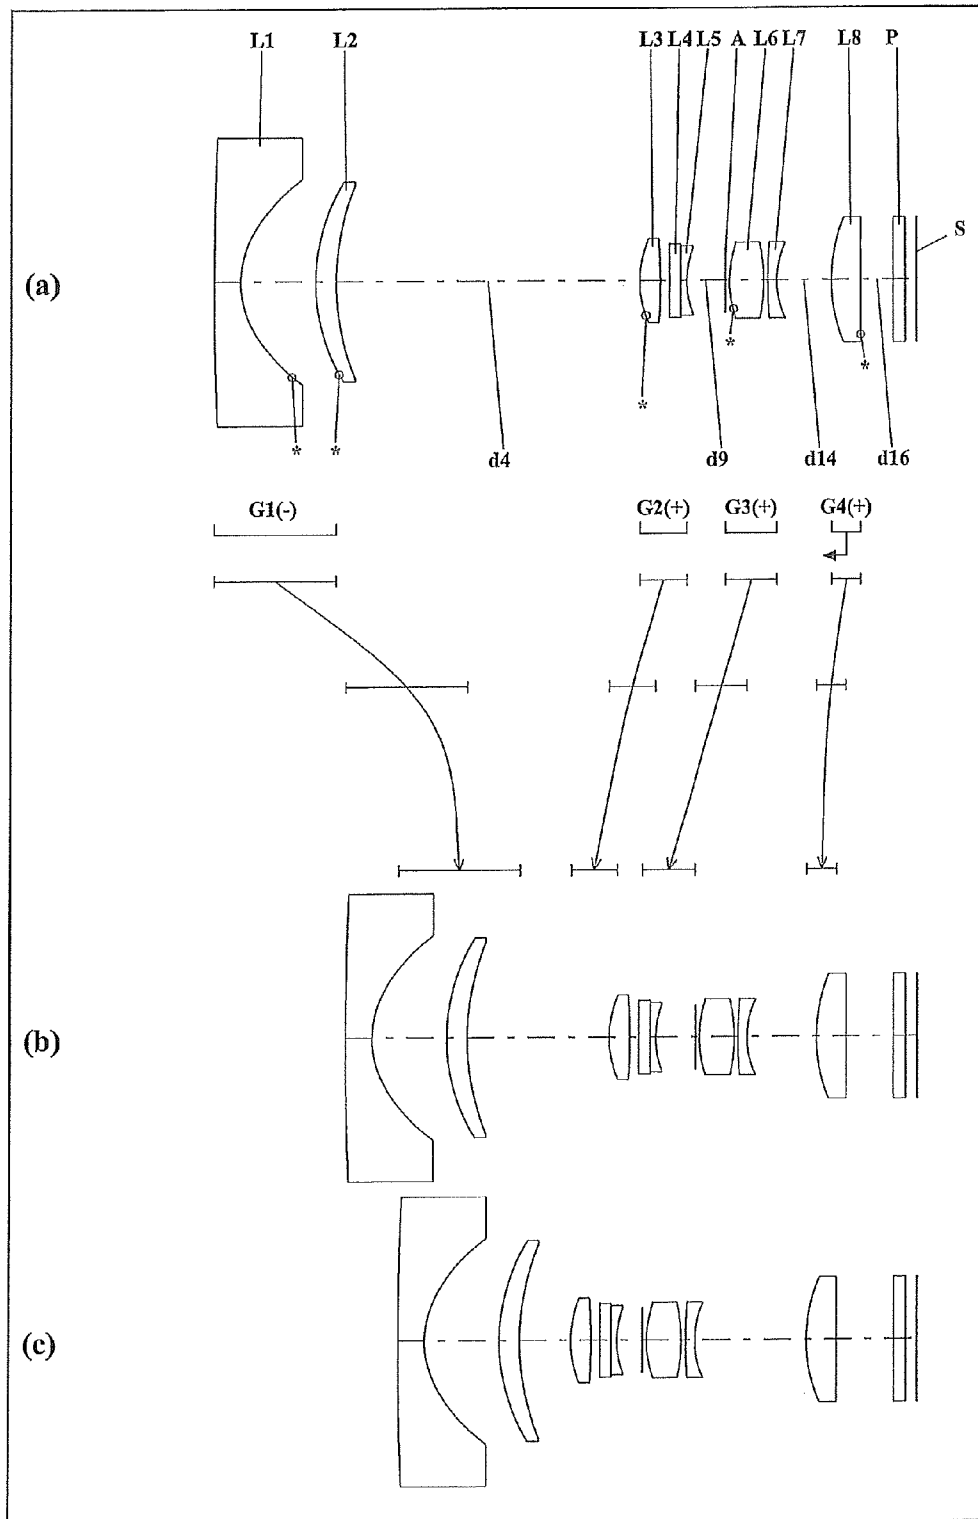 L1 L2 L3 L4 L5 A L6 L7 L8 P
S
(a)
*
*
*
*
*
d4 d9 d14 d16
G1(-) G2(+) G3(+) G4(+)
(b)
(c)